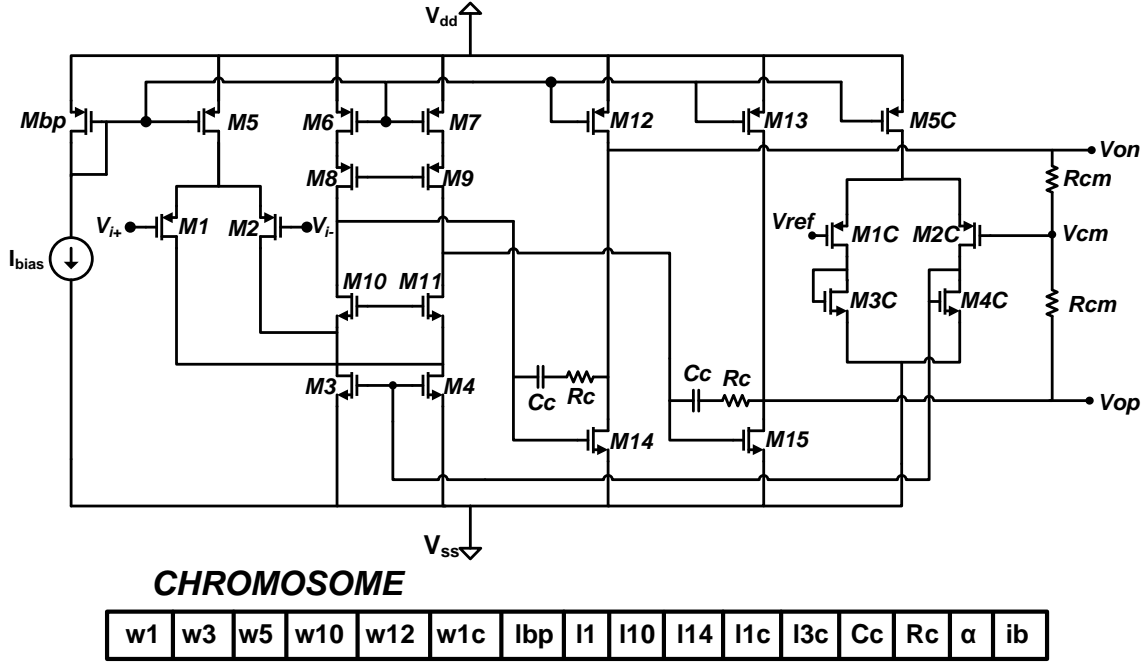 Vdd
Mbp M5 M6 M7 M12 M13 M5C
Von
M8 M9 Rcm
Vi+ M1 M2 Vi- Vref M1C M2C Vcm
Ibias
M10 M11 M3C M4C Rcm
M3 M4 Cc Rc Cc Rc Vop
M14 M15
Vss
CHROMOSOME
w1 w3 w5 w10 w12 w1c lbp l1 l10 l14 l1c l3c Cc Rc α ib